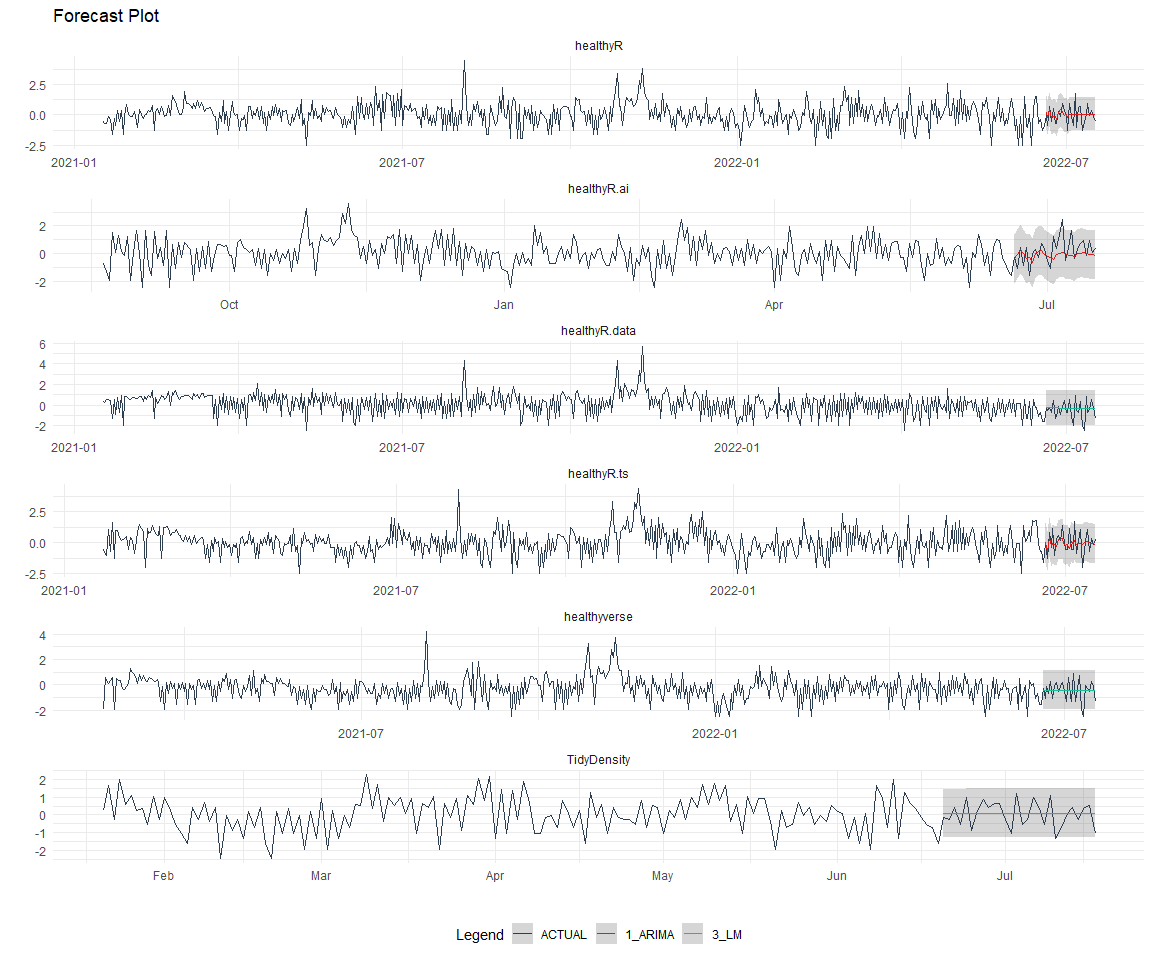 Forecast Plot
healthyR
2.5
0.0
-2.5
2021-01 2021-07 2022-01 2022-07
healthyR.ai
2
0
-2
Oct Jan Apr Jul
healthyR.data
6
4
2
0
-2
2021-01 2021-07 2022-01 2022-07
healthyR.ts
2.5
0.0
-2.5
2021-01 2021-07 2022-01 2022-07
healthyverse
4
2
0
-2
2021-07 2022-01 2022-07
TidyDensity
2
1
0
-1
-2
Feb Mar Apr May Jun Jul
Legend ACTUAL 1_ARIMA 3_LM